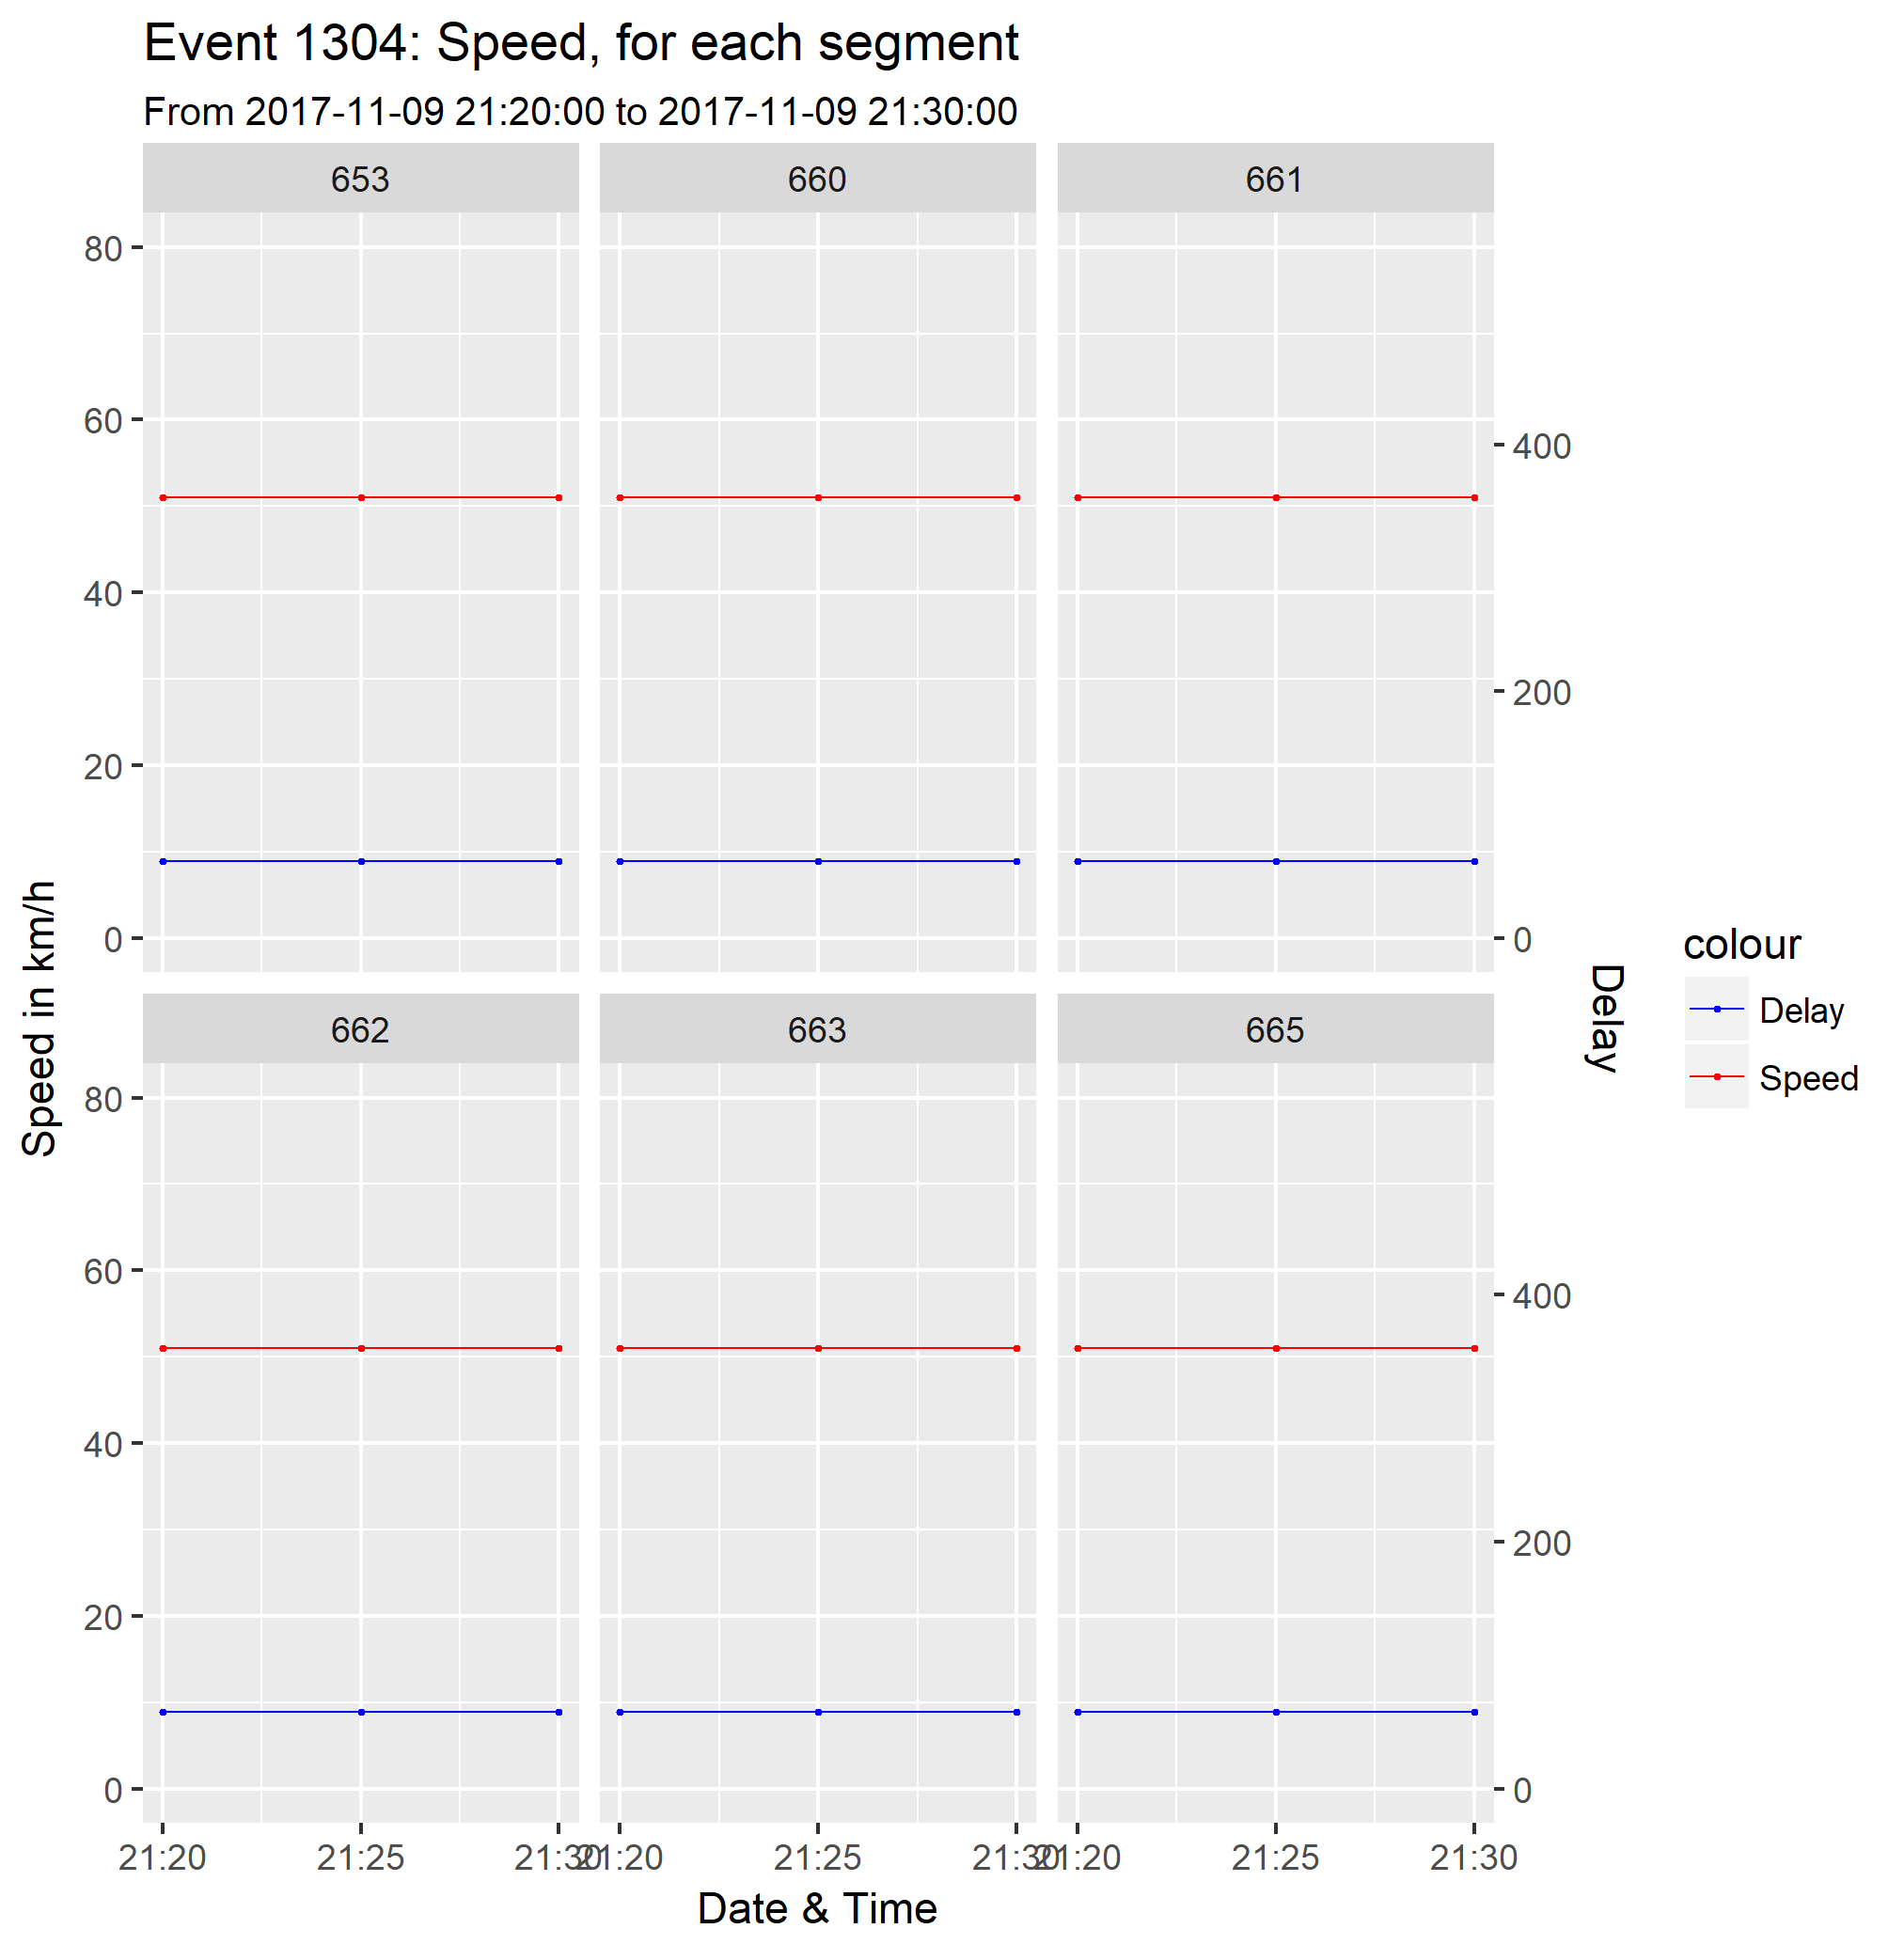 Event 1304: Speed, for each segment
From 2017-11-09 21:20:00 to 2017-11-09 21:30:00
653 660 661
80
60
40
20
0
400
200
0
662 663 665
80
60
40
20
0
400
200
0
21:20 21:25 21:30 21:20 21:25 21:30 21:20 21:25 21:30
Date & Time
Speed in km/h
Delay
colour
Delay
Speed